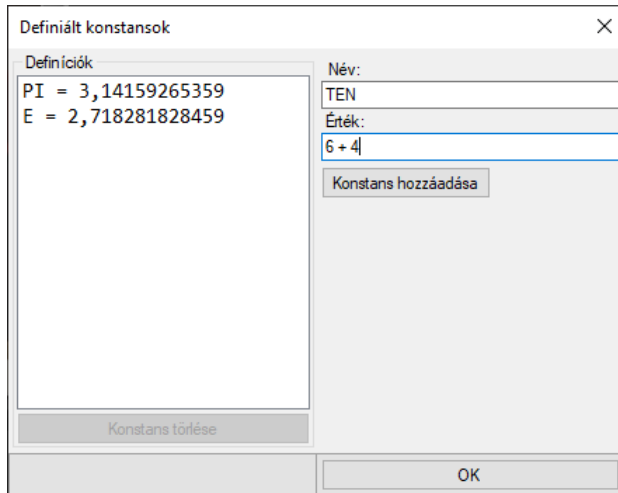 Definiált konstansok
Definíciók
PI = 3,14159265359
E = 2,718281828459
Név:
TEN
Érték:
6 + 4
Konstans hozzáadása
Konstans törlése
OK